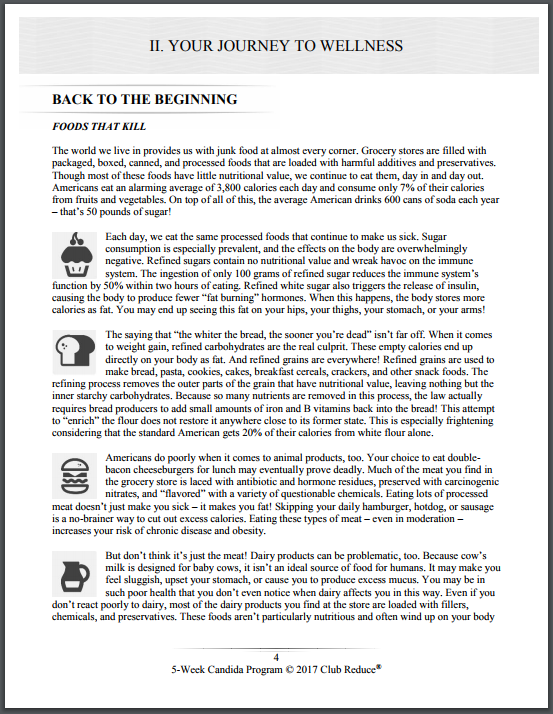 II. YOUR JOURNEY TO WELLNESS
BACK TO THE BEGINNING
FOODS THAT KILL
The world we live in provides us with junk food at almost every corner. Grocery stores are filled with
packaged, boxed, canned, and processed foods that are loaded with harmful additives and preservatives.
Though most of these foods have little nutritional value, we continue to eat them, day in and day out.
Americans eat an alarming average of 3,800 calories each day and consume only 7% of their calories
from fruits and vegetables. On top of all of this, the average American drinks 600 cans of soda each year
– that's 50 pounds of sugar!
Each day, we eat the same processed foods that continue to make us sick. Sugar
consumption is especially prevalent, and the effects on the body are overwhelmingly
negative. Refined sugars contain no nutritional value and wreak havoc on the immune
system. The ingestion of only 100 grams of refined sugar reduces the immune system's
function by 50% within two hours of eating. Refined white sugar also triggers the release of insulin,
causing the body to produce fewer "fat burning" hormones. When this happens, the body stores more
calories as fat. You may end up seeing this fat on your hips, your thighs, your stomach, or your arms!
The saying that "the whiter the bread, the sooner you're dead" isn't far off. When it comes
to weight gain, refined carbohydrates are the real culprit. These empty calories end up
directly on your body as fat. And refined grains are everywhere! Refined grains are used to
make bread, pasta, cookies, cakes, breakfast cereals, crackers, and other snack foods. The
refining process removes the outer parts of the grain that have nutritional value, leaving nothing but the
inner starchy carbohydrates. Because so many nutrients are removed in this process, the law actually
requires bread producers to add small amounts of iron and B vitamins back into the bread! This attempt
to "enrich" the flour does not restore it anywhere close to its former state. This is especially frightening
considering that the standard American gets 20% of their calories from white flour alone.
Americans do poorly when it comes to animal products, too. Your choice to eat double-
bacon cheeseburgers for lunch may eventually prove deadly. Much of the meat you find in
the grocery store is laced with antibiotic and hormone residues, preserved with carcinogenic
nitrates, and "flavored" with a variety of questionable chemicals. Eating lots of processed
meat doesn't just make you sick – it makes you fat! Skipping your daily hamburger, hotdog, or sausage
is a no-brainer way to cut out excess calories. Eating these types of meat – even in moderation –
increases your risk of chronic disease and obesity.
But don't think it's just the meat! Dairy products can be problematic, too. Because cow's
milk is designed for baby cows, it isn't an ideal source of food for humans. It may make you
feel sluggish, upset your stomach, or cause you to produce excess mucus. You may be in
such poor health that you don't even notice when dairy affects you in this way. Even if you
don't react poorly to dairy, most of the dairy products you find at the store are loaded with fillers,
chemicals, and preservatives. These foods aren't particularly nutritious and often wind up on your body
4
5-Week Candida Program © 2017 Club Reduce®